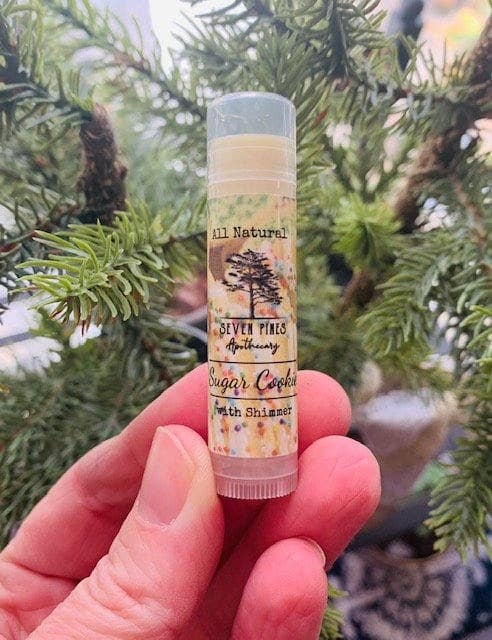 All Natural
SEVEN PINES
Apothecary
Sugar Cookie
with Shimmer